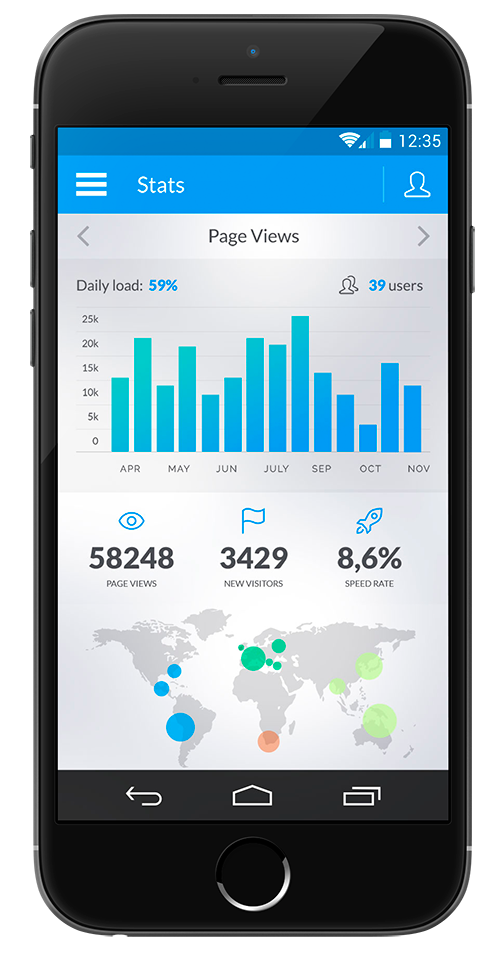 12:35
Stats
Page Views
Daily load: 59% 39 users
25k
20k
15k
10k
5k
0
APR MAY JUN JULY SEP OCT NOV
58248 3429 8,6%
PAGE VIEWS NEW VISITORS SPEED RATE